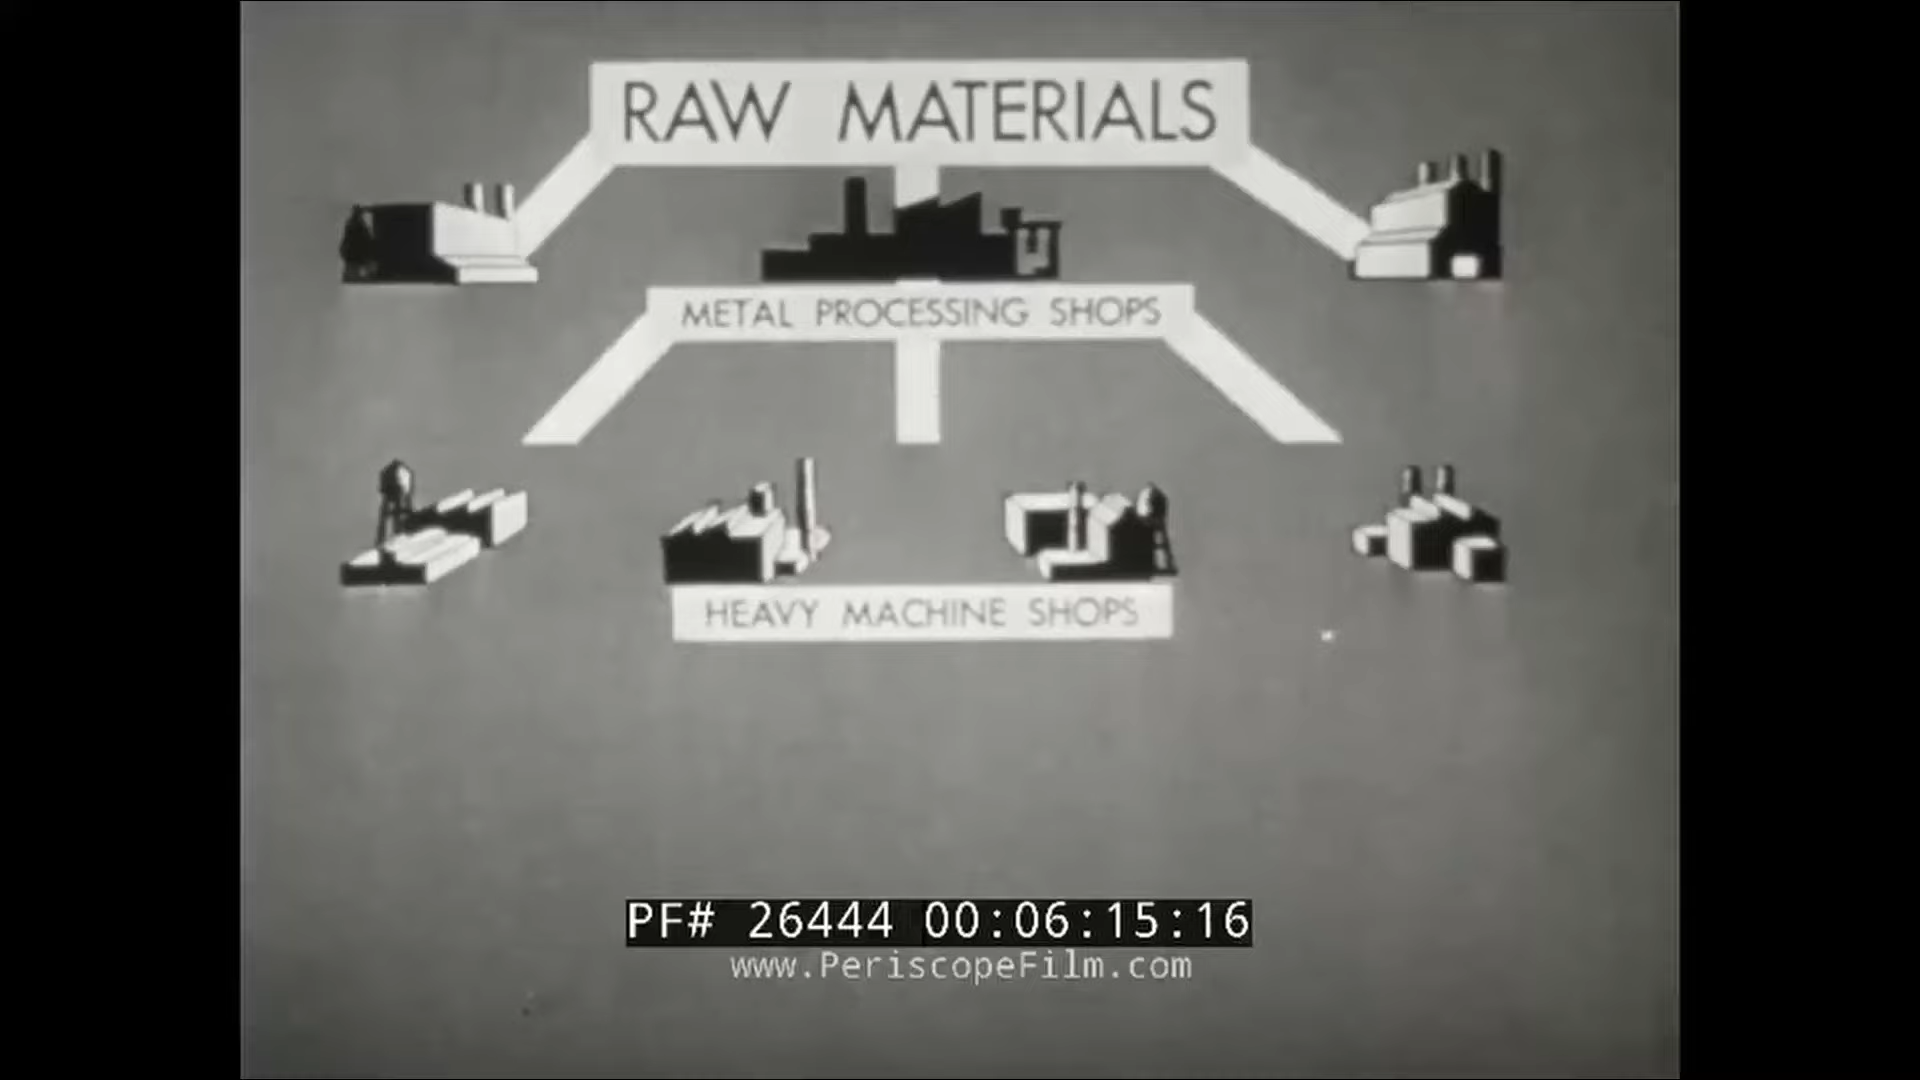 RAW MATERIALS
METAL PROCESSING SHOPS
HEAVY MACHINE SHOPS
PF# 26444 00:06:15:16
www.PeriscopeFilm.com